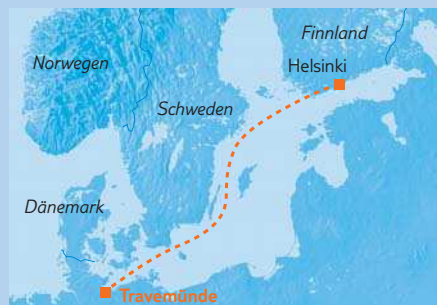 Finnland
Norwegen
Helsinki
Schweden
Dänemark
Travemünde